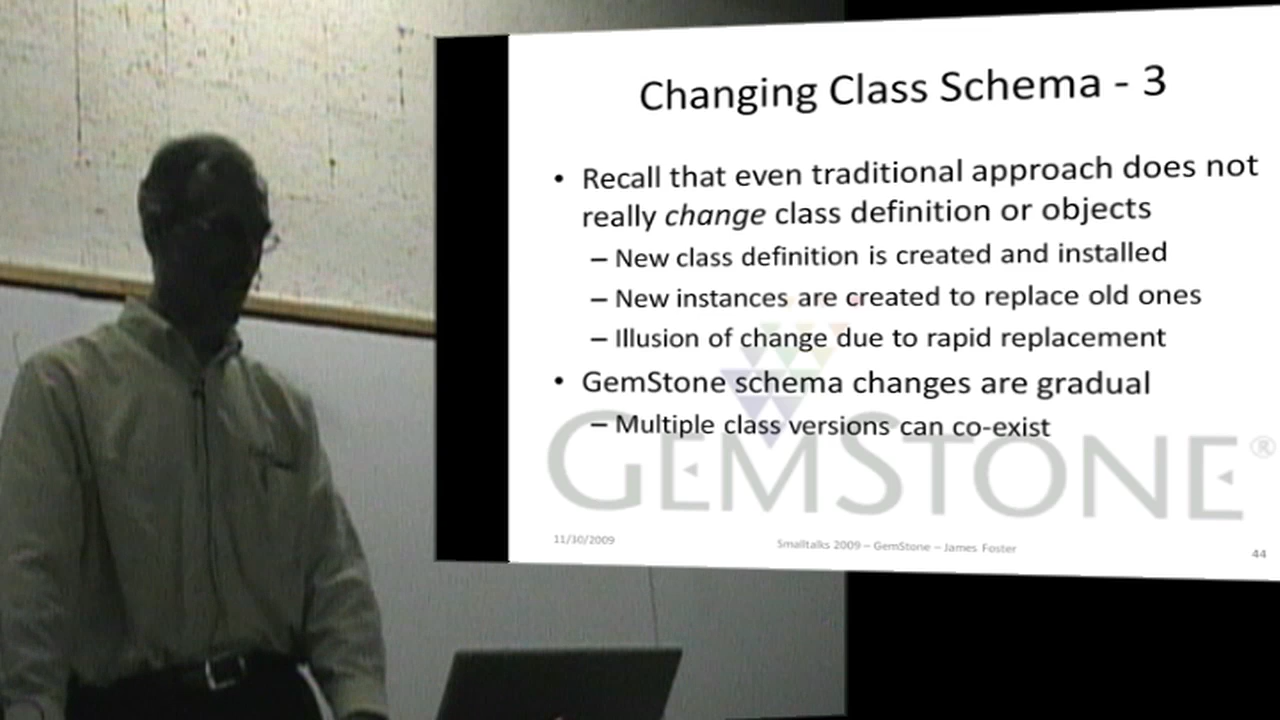 Changing Class Schema - 3
• Recall that even traditional approach does not
really change class definition or objects
– New class definition is created and installed
– New instances are created to replace old ones
– Illusion of change due to rapid replacement
• GemStone schema changes are gradual
– Multiple class versions can co-exist
GEMSTONE®
11/10/2009
Smalltalks 2009 – GemStone – James Foster
44